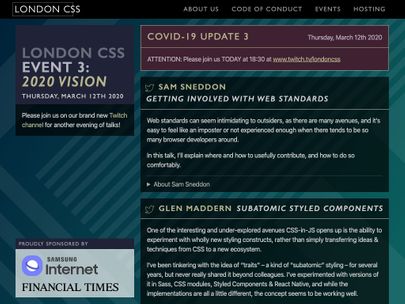 LONDON CSS
ABOUT US
CODE OF CONDUCT
EVENTS
HOSTING
LONDON CSS
EVENT 3:
2020 VISION
THURSDAY, MARCH 12TH 2020
Please join us on our brand new Twitch
channel for another evening of talks!
PROUDLY SPONSORED BY
SAMSUNG
Internet
FINANCIAL TIMES
COVID-19 UPDATE 3
Thursday, March 12th 2020
ATTENTION: Please join us TODAY at 18:30 at www.twitch.tv/londoncss
SAM SNEDDON
GETTING INVOLVED WITH WEB STANDARDS
Web standards can seem intimidating to outsiders, as there are many avenues, and it's
easy to feel like an imposter or not experienced enough when there tends to be so
many browser developers around.
In this talk, I'll explain where and how to usefully contribute, and how to do so
comfortably.
▶ About Sam Sneddon
GLEN MADDERN SUBATOMIC STYLED COMPONENTS
One of the interesting and under-explored avenues CSS-in-JS opens up is the ability to
experiment with wholly new styling constructs, rather than simply transferring ideas &
techniques from CSS to a new ecosystem.
I've been tinkering with the idea of "traits" – a kind of "subatomic" styling – for several
years, but never really shared it beyond colleagues. I've experimented with versions of
it in Sass, CSS modules, Styled Components & React Native, and while the
implementations are all a little different, the concept seems to be working well.